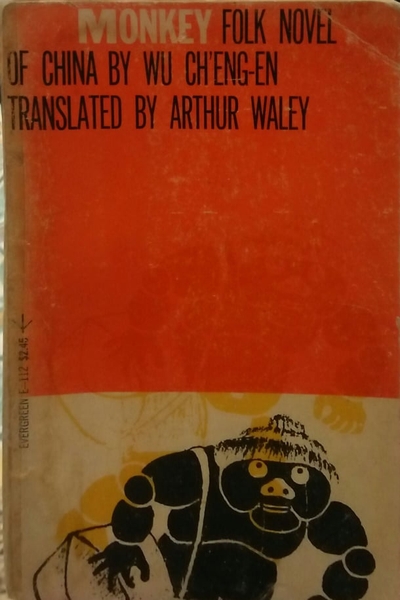 MONKEY FOLK NOVEL
OF CHINA BY WU CH'ENG-EN
TRANSLATED BY ARTHUR WALEY
EVERGREEN E-112 $2.45